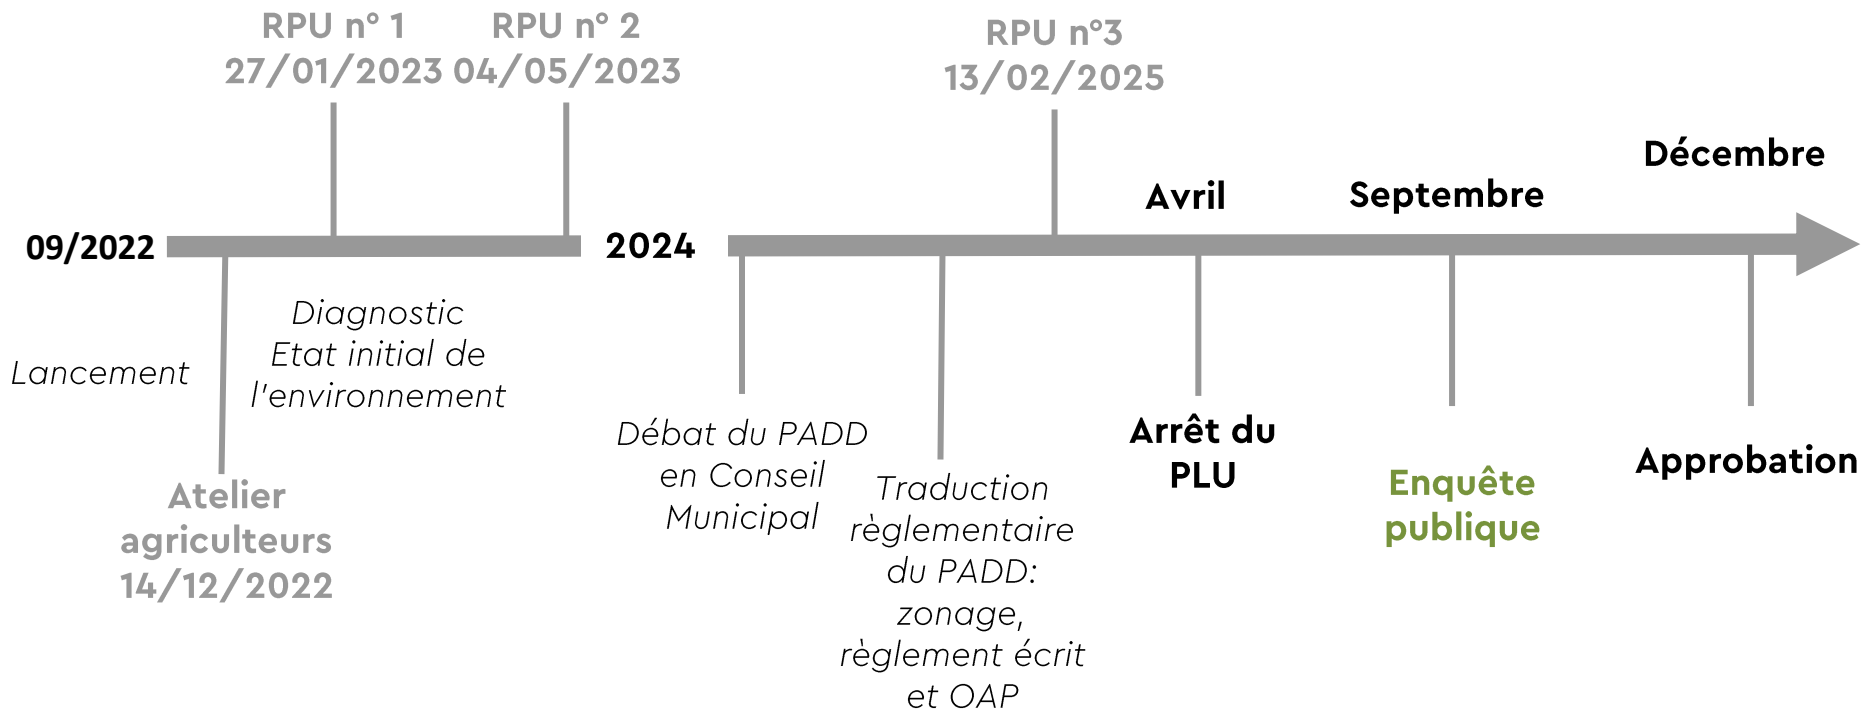 RPU n° 1
27/01/2023
RPU n° 2
04/05/2023
RPU n°3
13/02/2025
Avril
Septembre
Décembre
09/2022
2024
Lancement
Diagnostic
Etat initial de
l'environnement
Atelier
agriculteurs
14/12/2022
Débat du PADD
en Conseil
Municipal
Traduction
règlementaire
du PADD:
zonage,
règlement écrit
et OAP
Arrêt du
PLU
Enquête
publique
Approbation